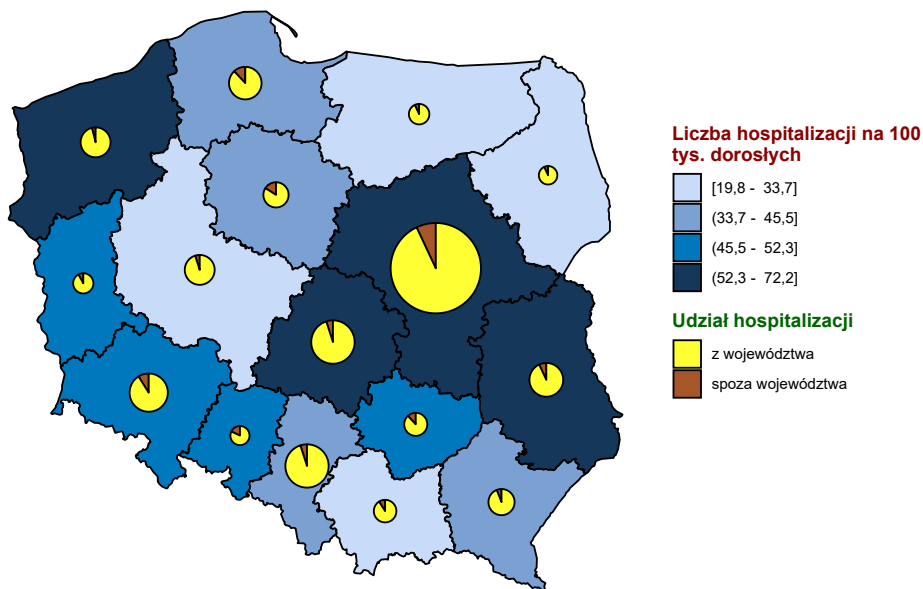 Liczba hospitalizacji na 100
tys. dorosłych
[19,8 - 33,7]
(33,7 - 45,5]
(45,5 - 52,3]
(52,3 - 72,2]
Udział hospitalizacji
z województwa
spoza województwa